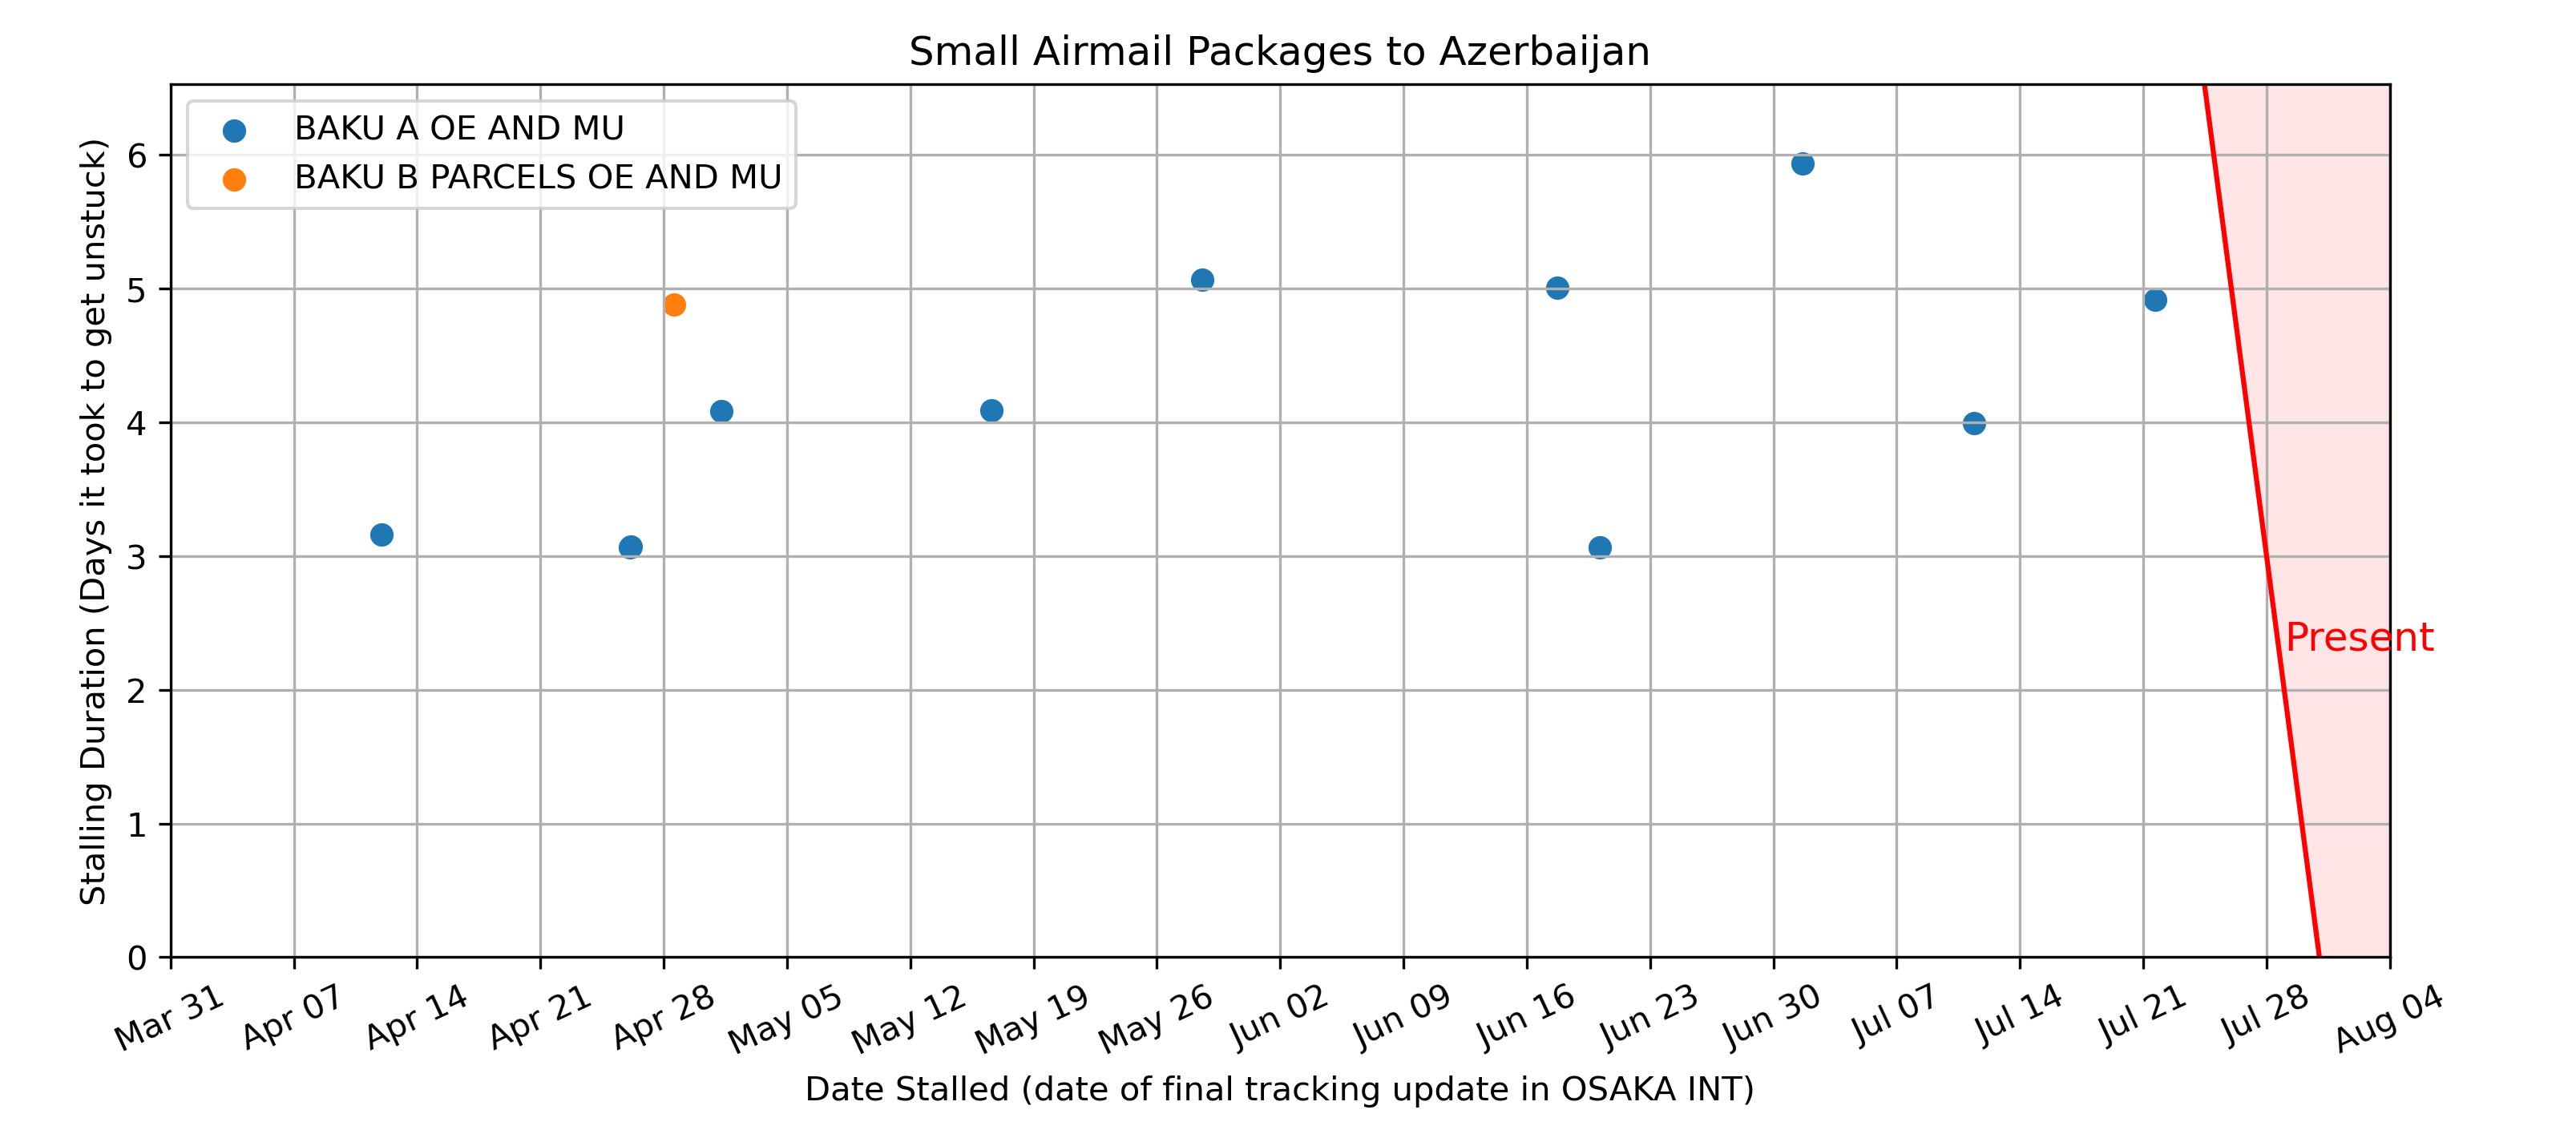 Small Airmail Packages to Azerbaijan
BAKU A OE AND MU
BAKU B PARCELS OE AND MU
Stalling Duration (Days it took to get unstuck)
6
5
4
3
2
1
0
Present
Mar 31
Apr 07
Apr 14
Apr 21
Apr 28
May 05
May 12
May 19
May 26
Jun 02
Jun 09
Jun 16
Jun 23
Jun 30
Jul 07
Jul 14
Jul 21
Jul 28
Aug 04
Date Stalled (date of final tracking update in OSAKA INT)